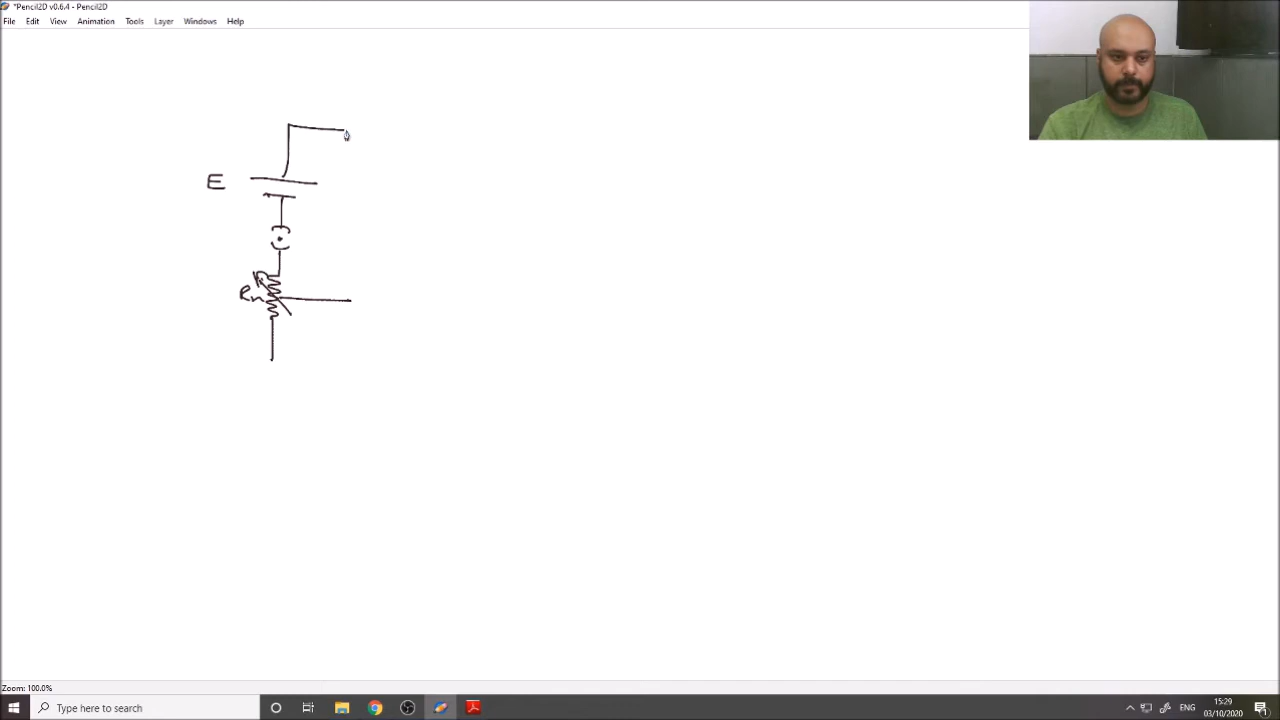 *Pencil2D v0.6.4 - Pencil2D
File Edit View Animation Tools Layer Windows Help
E
R
Zoom: 100.0%
Type here to search
ENG
15:29
03/10/2020